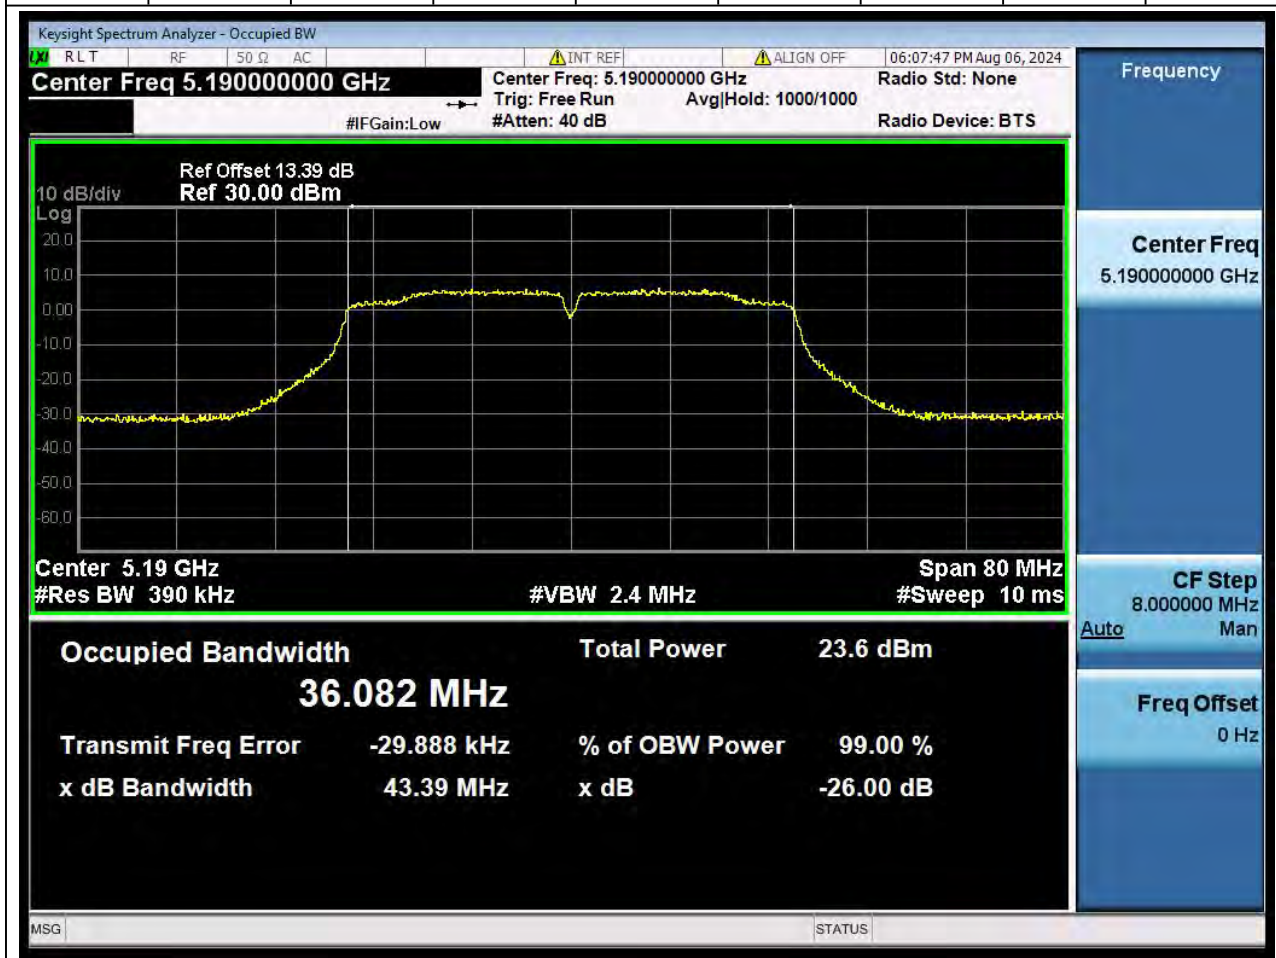 Keysight Spectrum Analyzer - Occupied BW
LXI RLT RF 50 Ω AC INT REF ALIGN OFF 06:07:47 PM Aug 06, 2024
Center Freq 5.190000000 GHz
Center Freq: 5.190000000 GHz Radio Std: None
Trig: Free Run Avg|Hold: 1000/1000
#IFGain:Low #Atten: 40 dB Radio Device: BTS
Ref Offset 13.39 dB
10 dB/div Ref 30.00 dBm
Log
20.0
10.0
0.00
-10.0
-20.0
-30.0
-40.0
-50.0
-60.0
Center 5.19 GHz Span 80 MHz
#Res BW 390 kHz #VBW 2.4 MHz #Sweep 10 ms
Occupied Bandwidth Total Power 23.6 dBm
36.082 MHz
Transmit Freq Error -29.888 kHz % of OBW Power 99.00 %
x dB Bandwidth 43.39 MHz x dB -26.00 dB
MSG STATUS
Frequency
Center Freq
5.190000000 GHz
CF Step
8.000000 MHz
Auto Man
Freq Offset
0 Hz